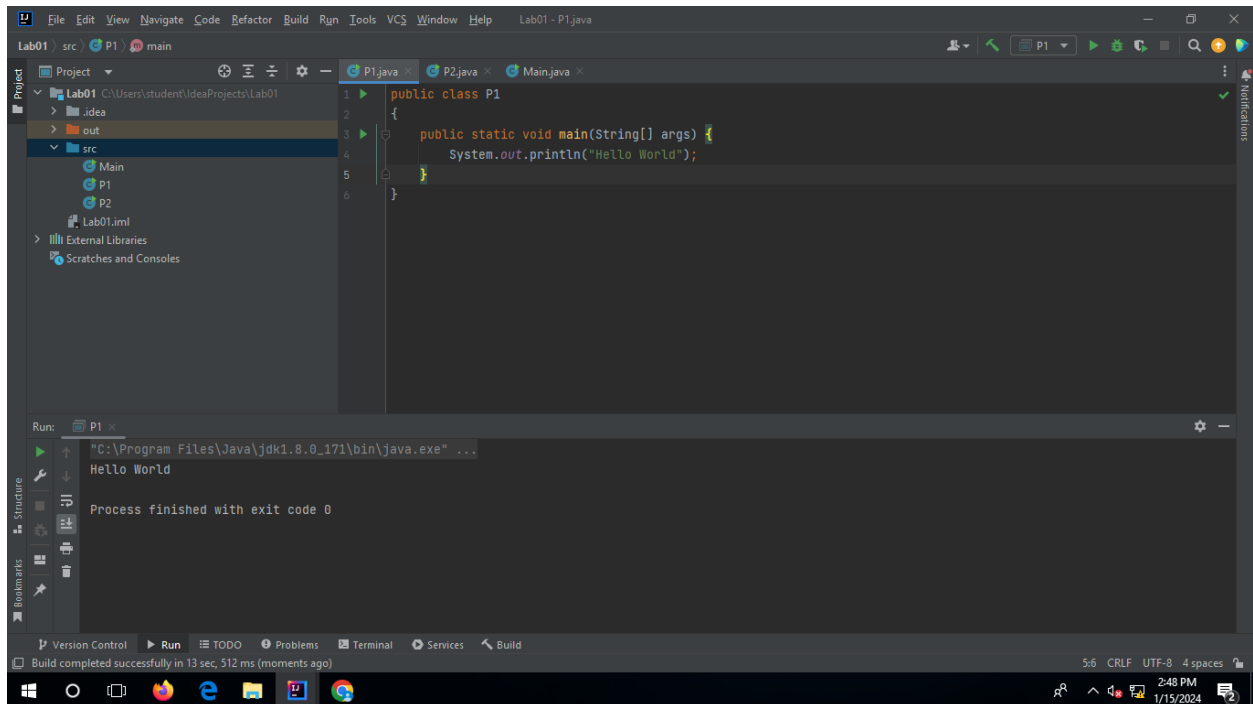 File Edit View Navigate Code Refactor Build Run Tools VCS Window Help Lab01 - P1.java
Lab01 src P1 main P1
Project P1.java P2.java Main.java
Project
Notifications
Lab01 C:\Users\student\IdeaProjects\Lab01
.idea
out
src
Main
P1
P2
Lab01.iml
External Libraries
Scratches and Consoles
1 public class P1
2 {
3 public static void main(String[] args) {
4 System.out.println("Hello World");
5 }
6 }
Run: P1
"C:\Program Files\Java\jdk1.8.0_171\bin\java.exe" ...
Hello World
Process finished with exit code 0
Structure
Bookmarks
Version Control Run TODO Problems Terminal Services Build
Build completed successfully in 13 sec, 512 ms (moments ago) 5:6 CRLF UTF-8 4 spaces
2:48 PM
1/15/2024
2